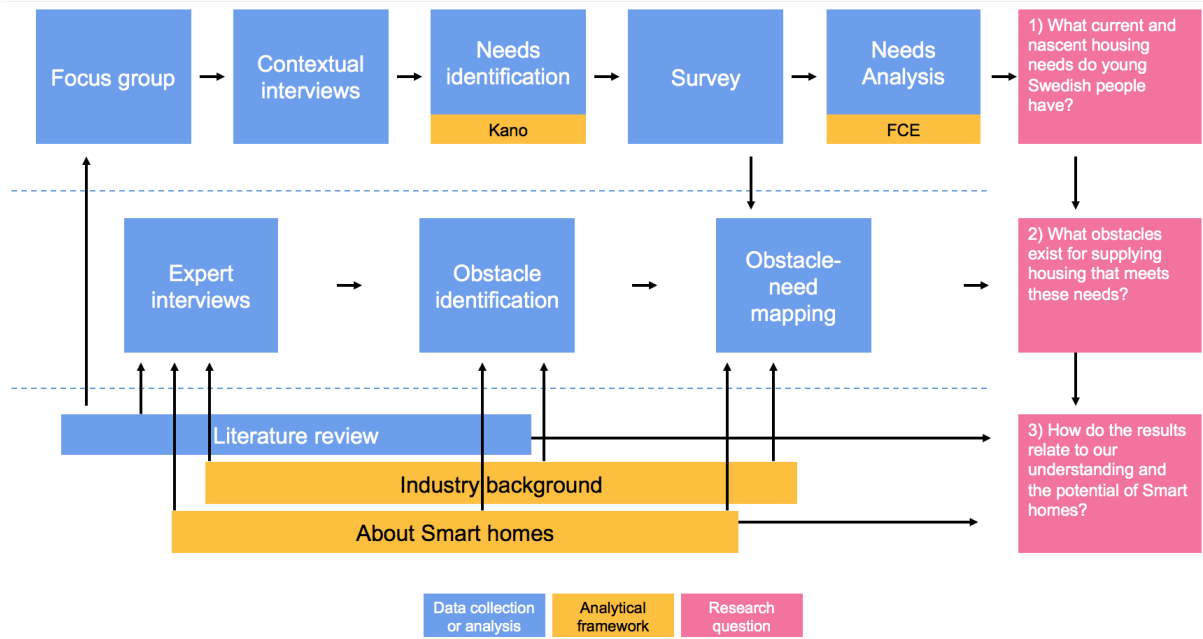 Focus group
Contextual
interviews
Needs
identification
Kano
Survey
Needs
Analysis
FCE
1) What current and
nascent housing
needs do young
Swedish people
have?
Expert
interviews
Obstacle
identification
Obstacle-
need
mapping
2) What obstacles
exist for supplying
housing that meets
these needs?
Literature review
Industry background
About Smart homes
3) How do the results
relate to our
understanding and
the potential of Smart
homes?
Data collection
or analysis
Analytical
framework
Research
question